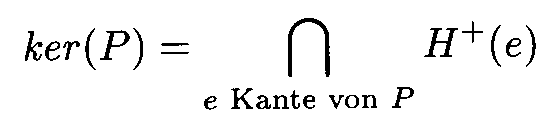 ker(P) = ⋂ H⁺(e)
e Kante von P